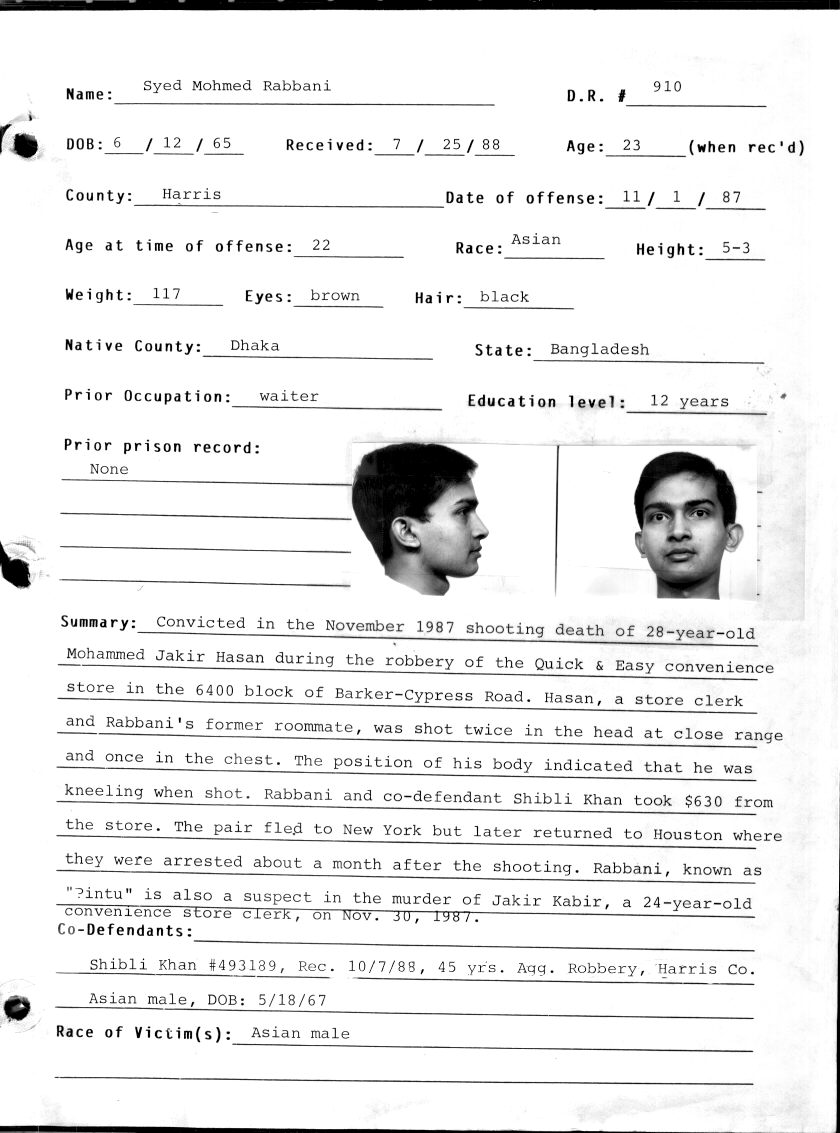 Name: Syed Mohmed Rabbani D.R. # 910
DOB: 6 / 12 / 65 Received: 7 / 25 / 88 Age: 23 (when rec'd)
County: Harris Date of offense: 11 / 1 / 87
Age at time of offense: 22 Race: Asian Height: 5-3
Weight: 117 Eyes: brown Hair: black
Native County: Dhaka State: Bangladesh
Prior Occupation: waiter Education level: 12 years
Prior prison record:
None
Summary: Convicted in the November 1987 shooting death of 28-year-old
Mohammed Jakir Hasan during the robbery of the Quick & Easy convenience
store in the 6400 block of Barker-Cypress Road. Hasan, a store clerk
and Rabbani's former roommate, was shot twice in the head at close range
and once in the chest. The position of his body indicated that he was
kneeling when shot. Rabbani and co-defendant Shibli Khan took $630 from
the store. The pair fled to New York but later returned to Houston where
they were arrested about a month after the shooting. Rabbani, known as
"?intu" is also a suspect in the murder of Jakir Kabir, a 24-year-old
convenience store clerk, on Nov. 30, 1987.
Co-Defendants:
Shibli Khan #493189, Rec. 10/7/88, 45 yrs. Agg. Robbery, Harris Co.
Asian male, DOB: 5/18/67
Race of Victim(s): Asian male